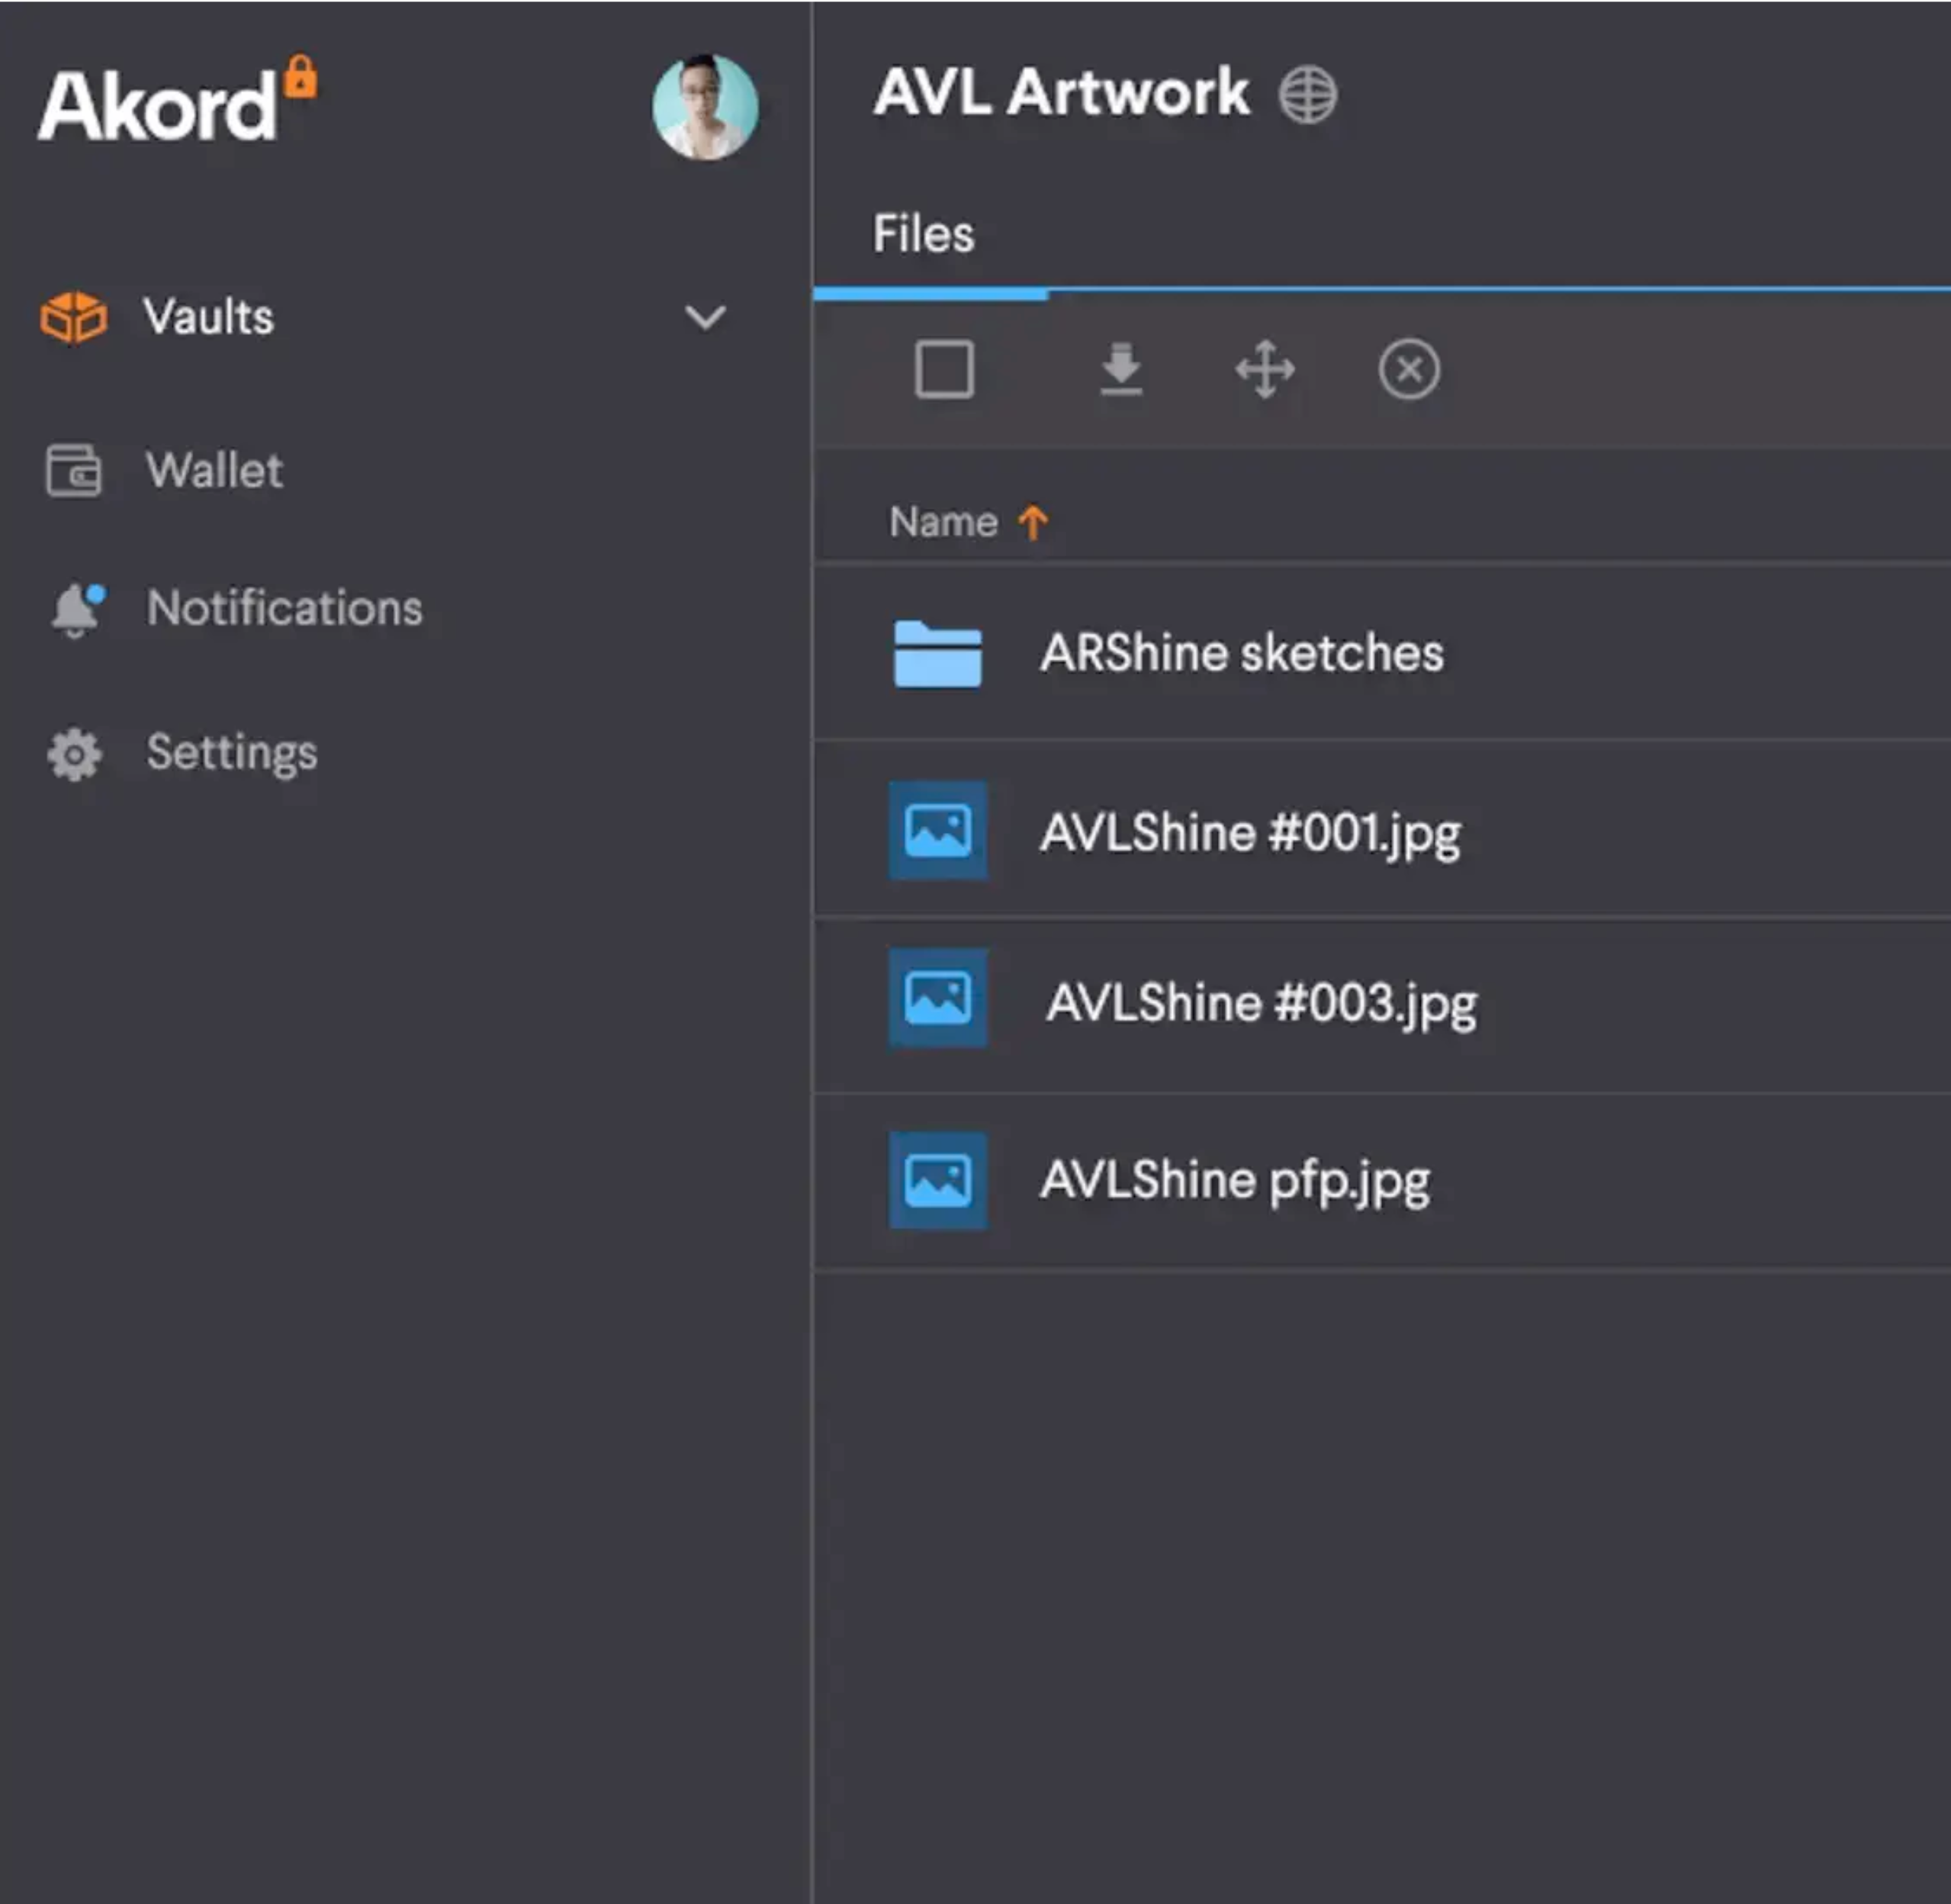 Akord
Vaults
Wallet
Notifications
Settings
AVL Artwork
Files
Name
ARShine sketches
AVLShine #001.jpg
AVLShine #003.jpg
AVLShine pfp.jpg